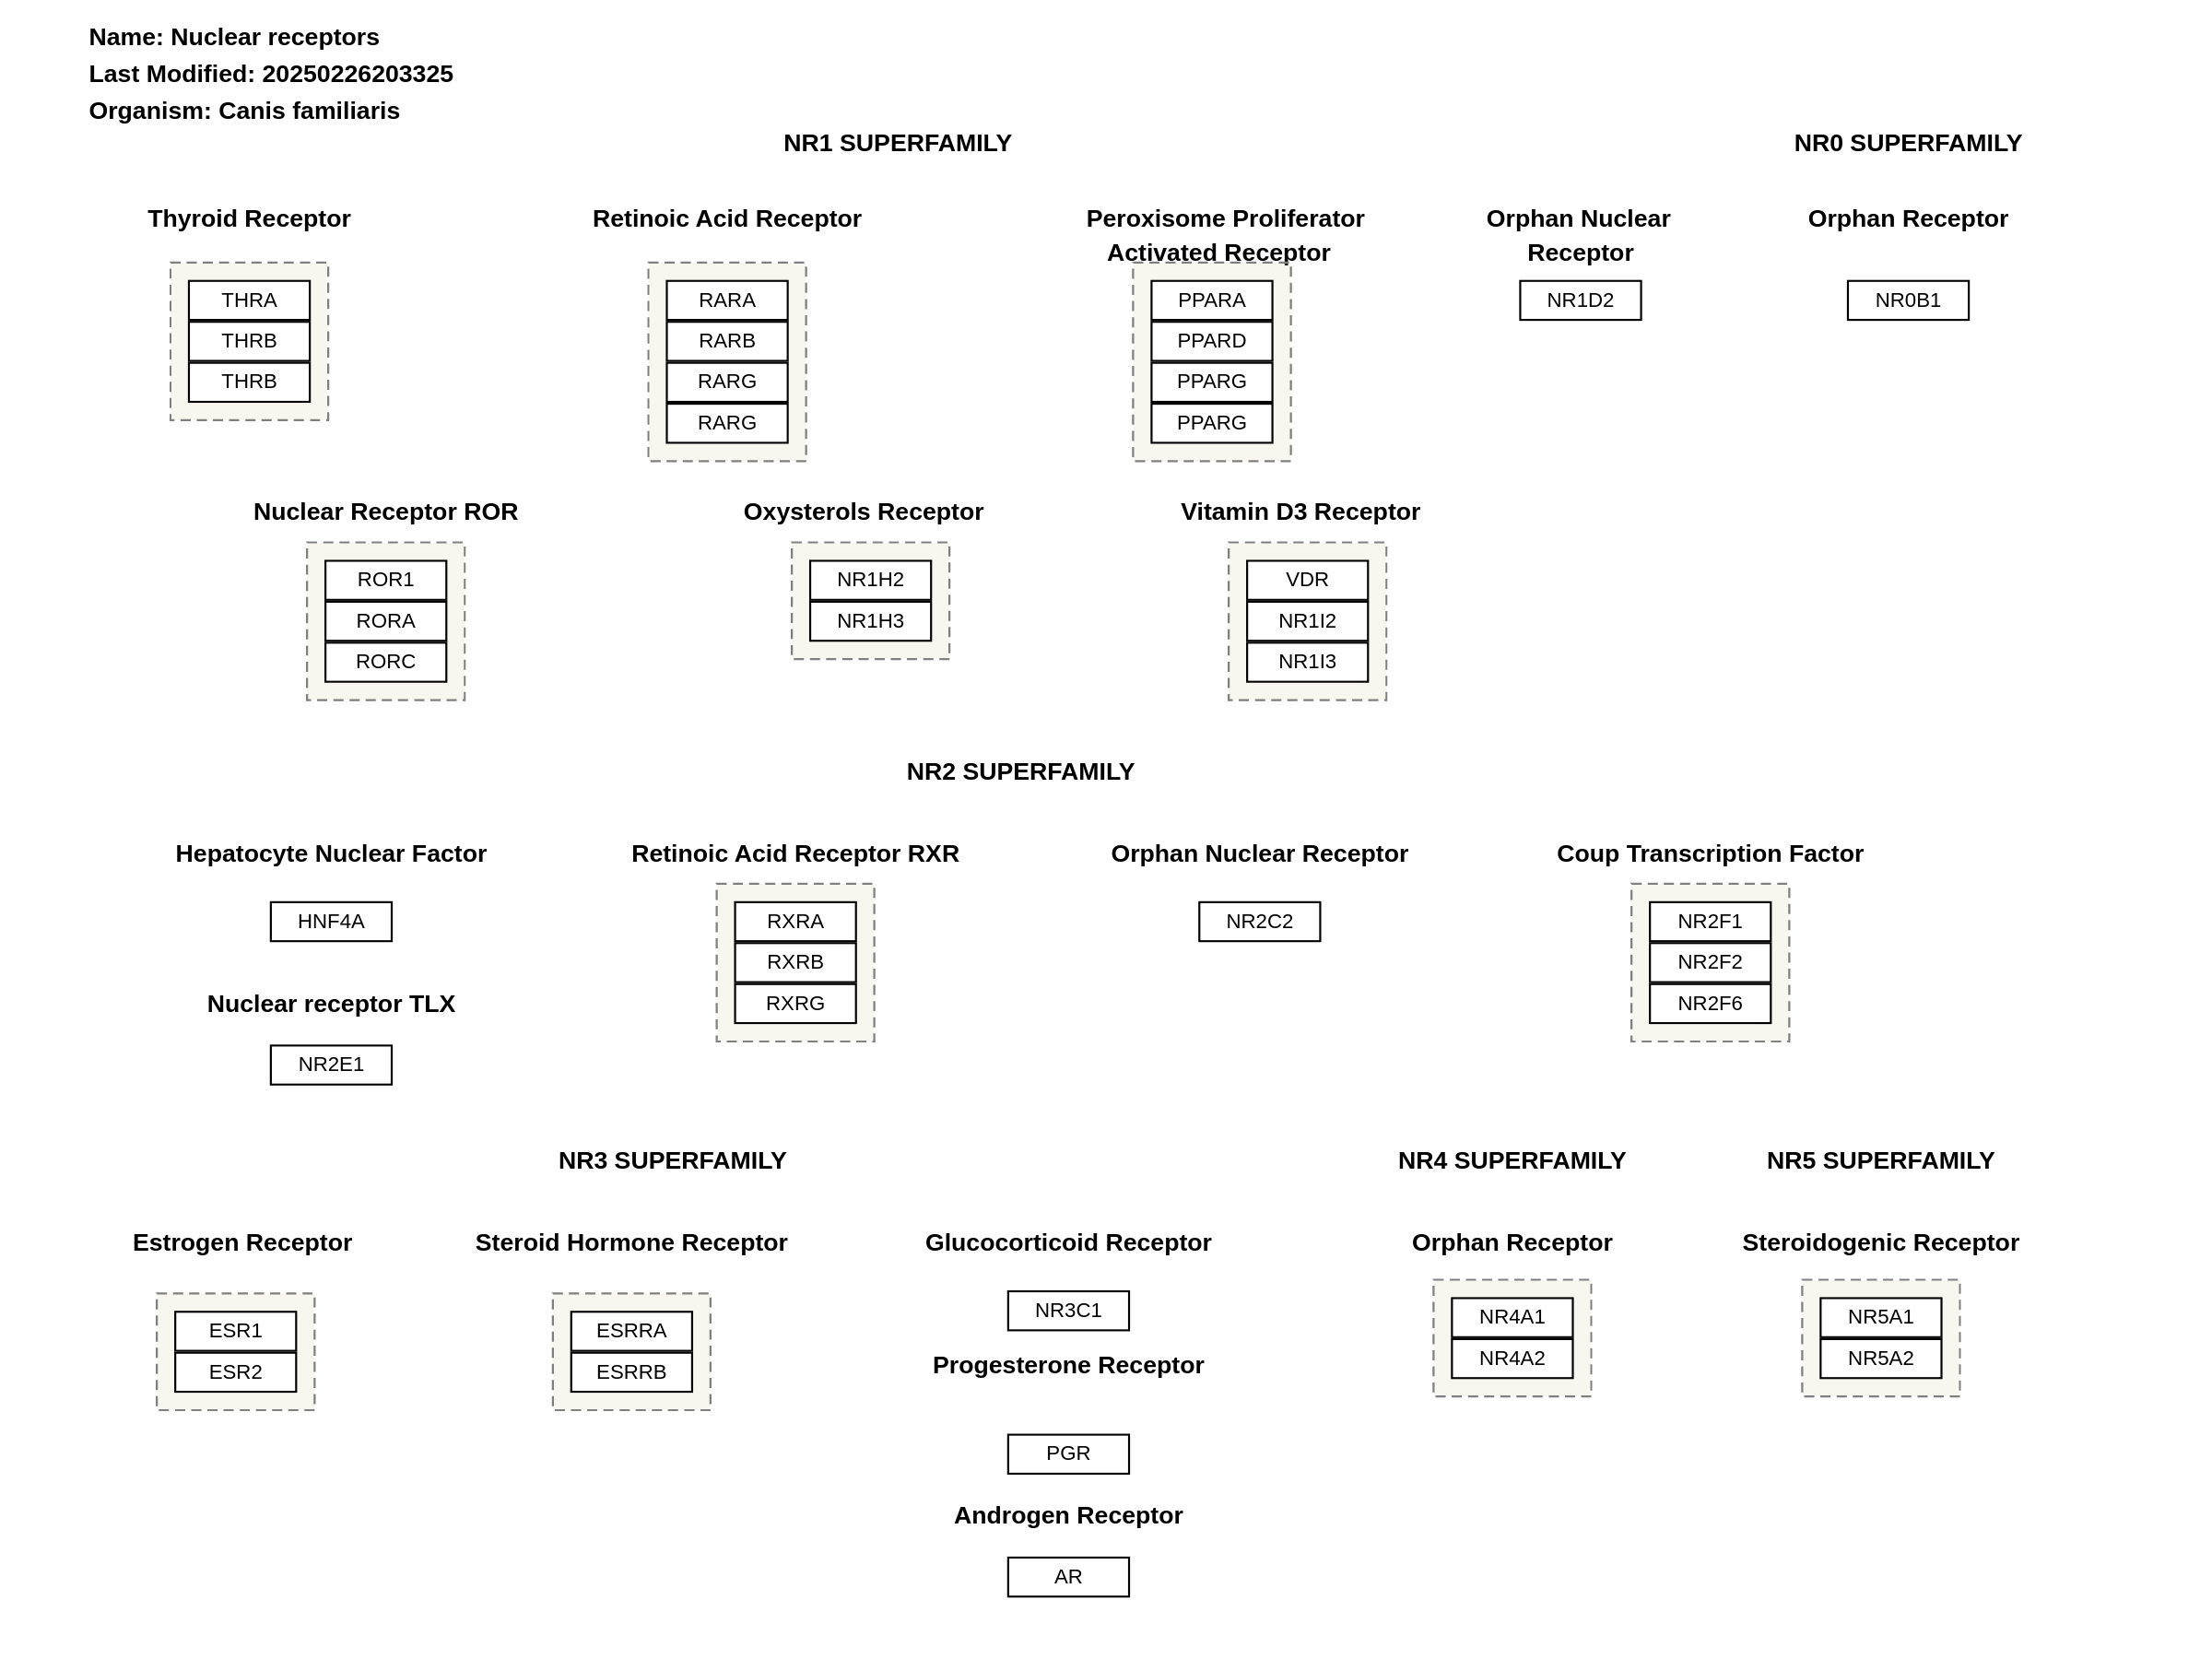 Name: Nuclear receptors
Last Modified: 20250226203325
Organism: Canis familiaris
NR1 SUPERFAMILY
NR0 SUPERFAMILY
Thyroid Receptor
THRA
THRB
THRB
Retinoic Acid Receptor
RARA
RARB
RARG
RARG
Peroxisome Proliferator
Activated Receptor
PPARA
PPARD
PPARG
PPARG
Orphan Nuclear
Receptor
NR1D2
Orphan Receptor
NR0B1
Nuclear Receptor ROR
ROR1
RORA
RORC
Oxysterols Receptor
NR1H2
NR1H3
Vitamin D3 Receptor
VDR
NR1I2
NR1I3
NR2 SUPERFAMILY
Hepatocyte Nuclear Factor
HNF4A
Nuclear receptor TLX
NR2E1
Retinoic Acid Receptor RXR
RXRA
RXRB
RXRG
Orphan Nuclear Receptor
NR2C2
Coup Transcription Factor
NR2F1
NR2F2
NR2F6
NR3 SUPERFAMILY
NR4 SUPERFAMILY
NR5 SUPERFAMILY
Estrogen Receptor
ESR1
ESR2
Steroid Hormone Receptor
ESRRA
ESRRB
Glucocorticoid Receptor
NR3C1
Progesterone Receptor
PGR
Androgen Receptor
AR
Orphan Receptor
NR4A1
NR4A2
Steroidogenic Receptor
NR5A1
NR5A2